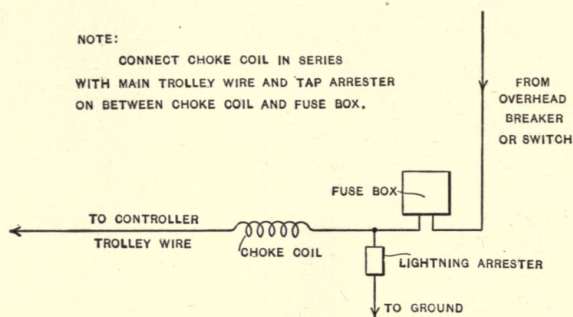 NOTE:
CONNECT CHOKE COIL IN SERIES
WITH MAIN TROLLEY WIRE AND TAP ARRESTER
ON BETWEEN CHOKE COIL AND FUSE BOX.
FROM
OVERHEAD
BREAKER
OR SWITCH
FUSE BOX
TO CONTROLLER
TROLLEY WIRE
CHOKE COIL
LIGHTNING ARRESTER
TO GROUND